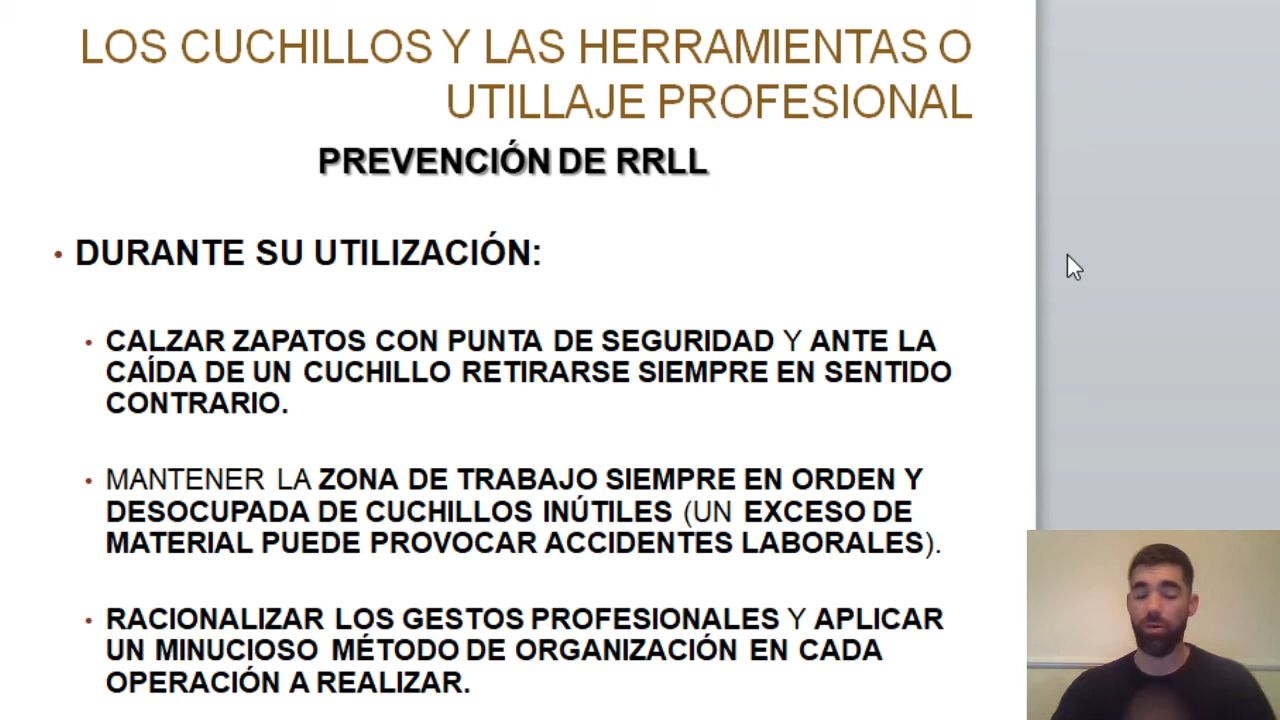 LOS CUCHILLOS Y LAS HERRAMIENTAS O
UTILLAJE PROFESIONAL
PREVENCIÓN DE RRLL
• DURANTE SU UTILIZACIÓN:
• CALZAR ZAPATOS CON PUNTA DE SEGURIDAD Y ANTE LA
CAÍDA DE UN CUCHILLO RETIRARSE SIEMPRE EN SENTIDO
CONTRARIO.
• MANTENER LA ZONA DE TRABAJO SIEMPRE EN ORDEN Y
DESOCUPADA DE CUCHILLOS INÚTILES (UN EXCESO DE
MATERIAL PUEDE PROVOCAR ACCIDENTES LABORALES).
• RACIONALIZAR LOS GESTOS PROFESIONALES Y APLICAR
UN MINUCIOSO MÉTODO DE ORGANIZACIÓN EN CADA
OPERACIÓN A REALIZAR.